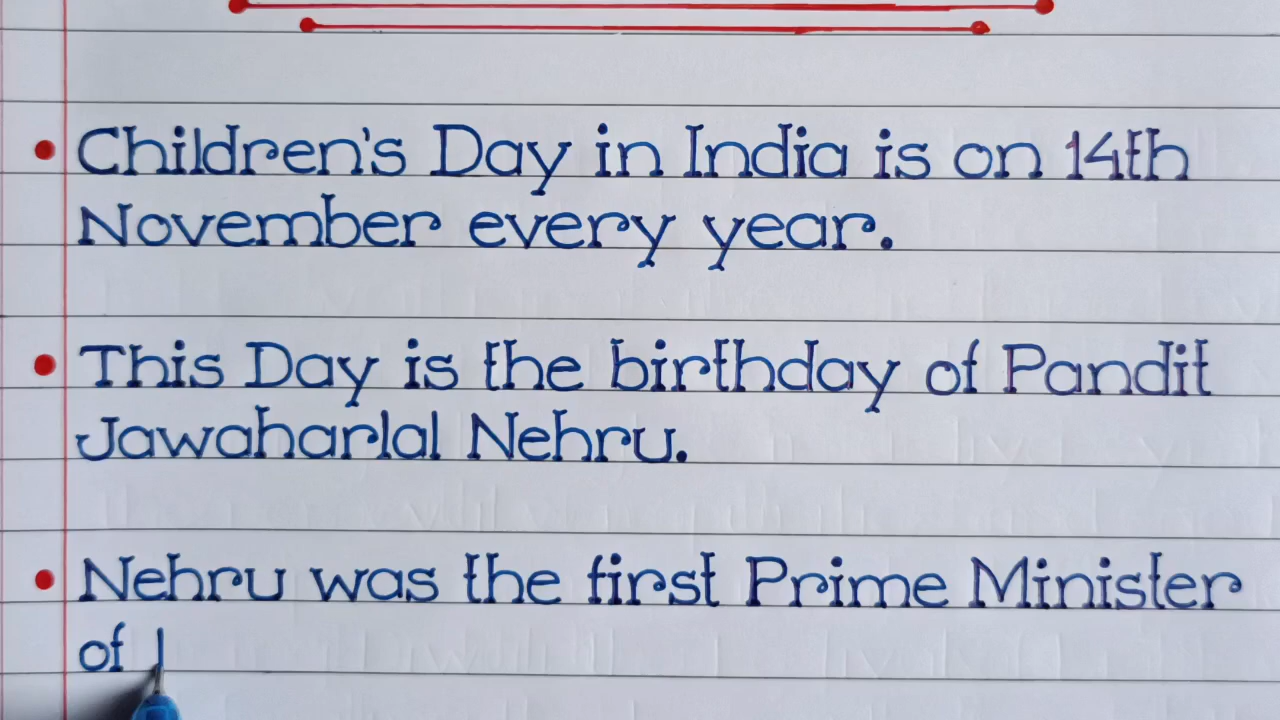 • Children's Day in India is on 14th
November every year.
• This Day is the birthday of Pandit
Jawaharlal Nehru.
• Nehru was the first Prime Minister
of I